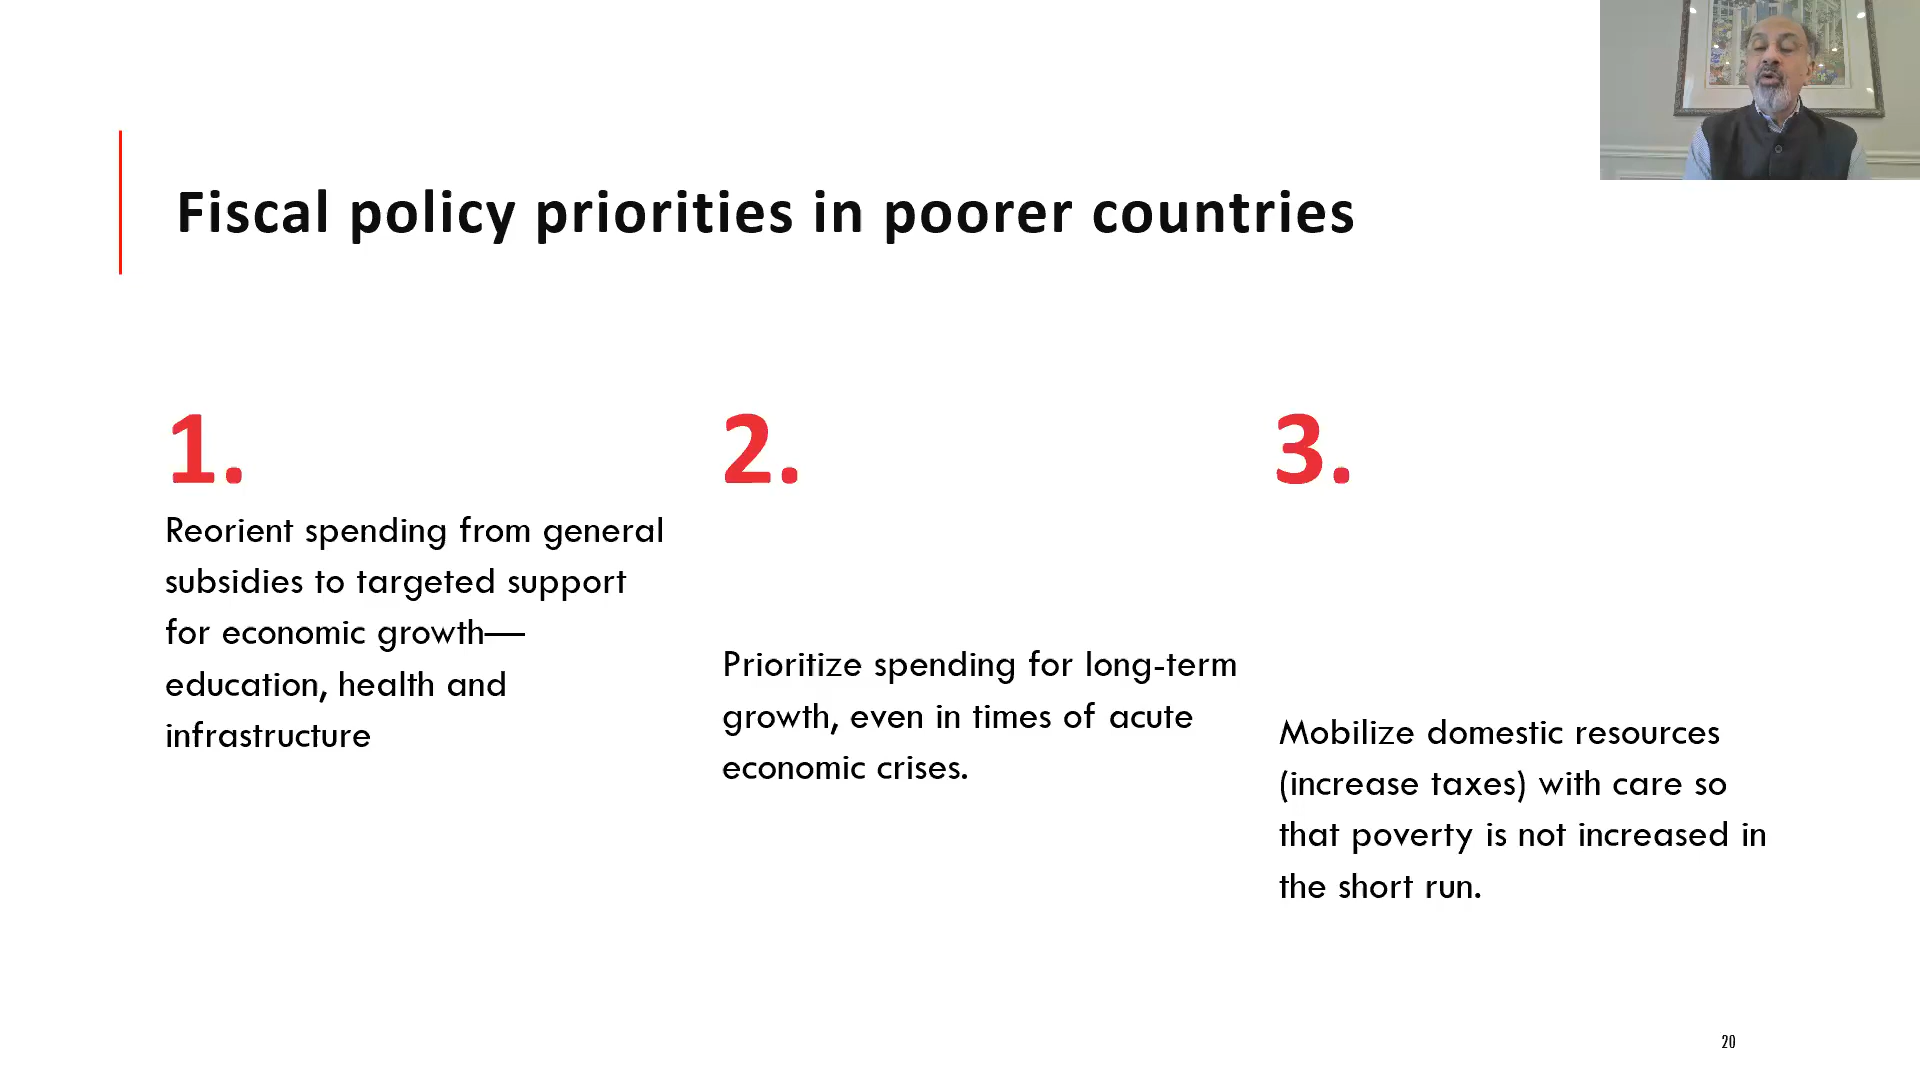 Fiscal policy priorities in poorer countries
1.
Reorient spending from general
subsidies to targeted support
for economic growth—
education, health and
infrastructure
2.
Prioritize spending for long-term
growth, even in times of acute
economic crises.
3.
Mobilize domestic resources
(increase taxes) with care so
that poverty is not increased in
the short run.
20